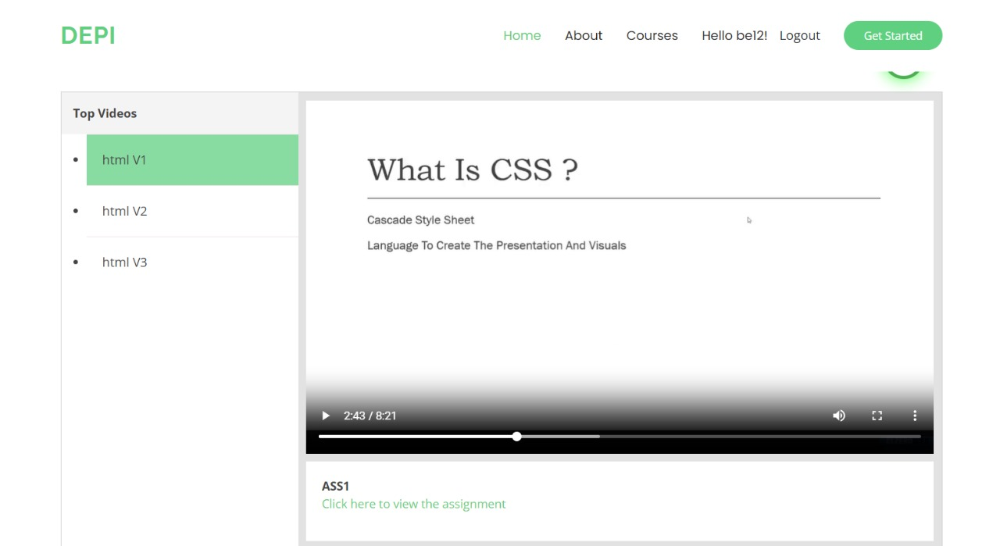 DEPI
Home About Courses Hello be12! Logout Get Started
Top Videos
html V1
html V2
html V3
What Is CSS ?
Cascade Style Sheet
Language To Create The Presentation And Visuals
2:43 / 8:21
ASS1
Click here to view the assignment